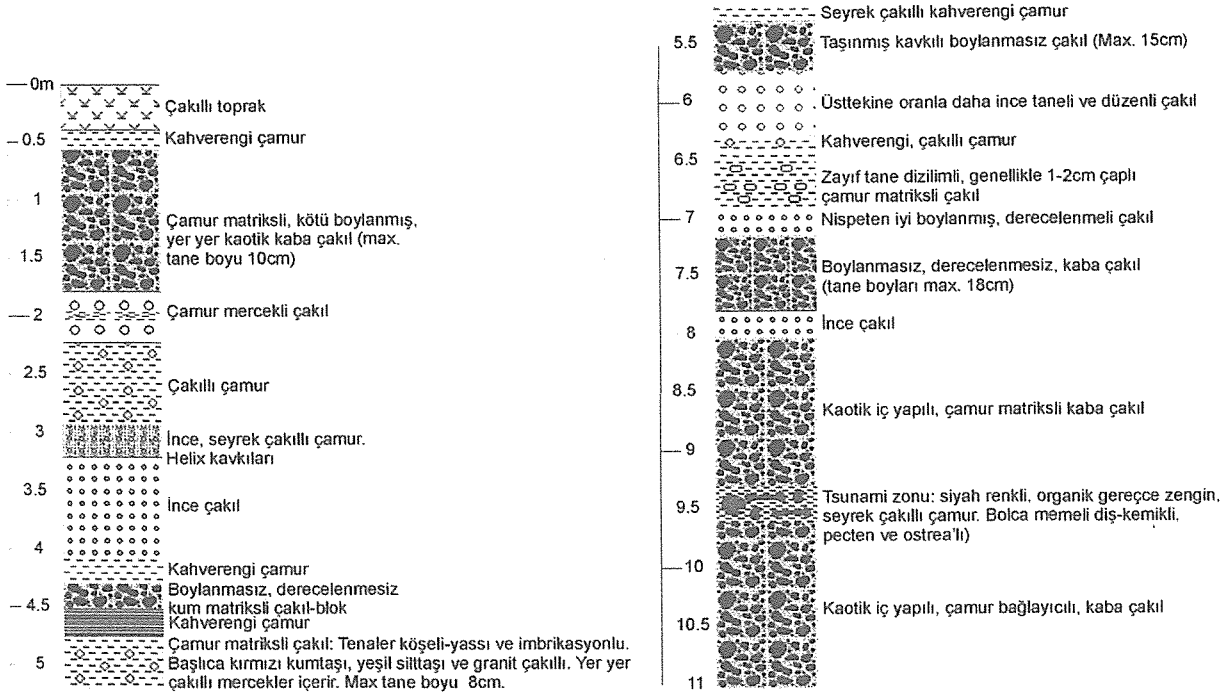 0m
Çakıllı toprak
0.5
Kahverengi çamur
1
Çamur matriksli, kötü boylanmış,
yer yer kaotik kaba çakıl (max.
tane boyu 10cm)
1.5
2
Çamur mercekli çakıl
2.5
Çakıllı çamur
3
İnce, seyrek çakıllı çamur.
Helix kavkıları
3.5
İnce çakıl
4
Kahverengi çamur
Boylanmasız, derecelenmesiz
kum matriksli çakıl-blok
4.5
Kahverengi çamur
Çamur matriksli çakıl: Tenaler köşeli-yassı ve imbrikasyonlu.
Başlıca kırmızı kumtaşı, yeşil silttaşı ve granit çakıllı. Yer yer
çakıllı mercekler içerir. Max tane boyu 8cm.
5
Seyrek çakıllı kahverengi çamur
5.5
Taşınmış kavkılı boylanmasız çakıl (Max. 15cm)
6
Üsttekine oranla daha ince taneli ve düzenli çakıl
Kahverengi, çakıllı çamur
6.5
Zayıf tane dizilimli, genellikle 1-2cm çaplı
çamur matriksli çakıl
7
Nispeten iyi boylanmış, derecelenmeli çakıl
7.5
Boylanmasız, derecelenmesiz, kaba çakıl
(tane boyları max. 18cm)
8
İnce çakıl
8.5
Kaotik iç yapılı, çamur matriksli kaba çakıl
9
9.5
Tsunami zonu: siyah renkli, organik gereçce zengin,
seyrek çakıllı çamur. Bolca memeli diş-kemikli,
pecten ve ostrea'lı)
10
Kaotik iç yapılı, çamur bağlayıcılı, kaba çakıl
10.5
11